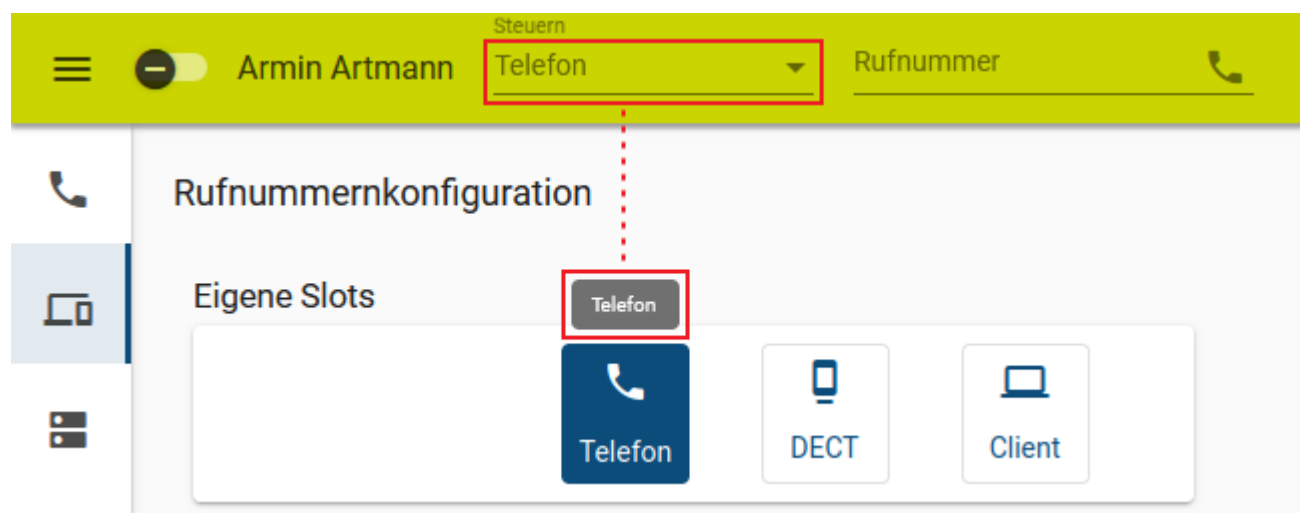 Steuern
Armin Artmann Telefon Rufnummer
Rufnummernkonfiguration
Eigene Slots
Telefon
Telefon DECT Client